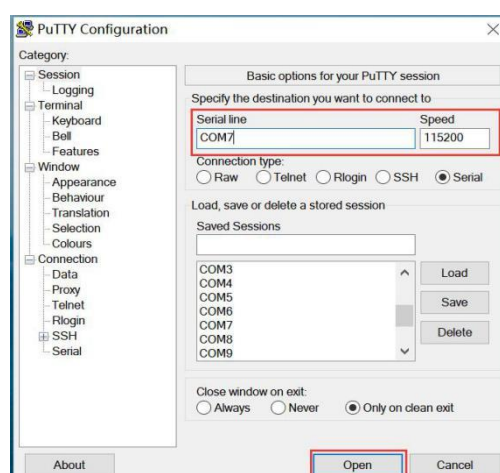 PuTTY Configuration
Category:
Session
Logging
Terminal
Keyboard
Bell
Features
Window
Appearance
Behaviour
Translation
Selection
Colours
Connection
Data
Proxy
Telnet
Rlogin
SSH
Serial
Basic options for your PuTTY session
Specify the destination you want to connect to
Serial line Speed
COM7 115200
Connection type:
Raw Telnet Rlogin SSH Serial
Load, save or delete a stored session
Saved Sessions
COM3
COM4
COM5
COM6
COM7
COM8
COM9
Load
Save
Delete
Close window on exit:
Always Never Only on clean exit
About Open Cancel